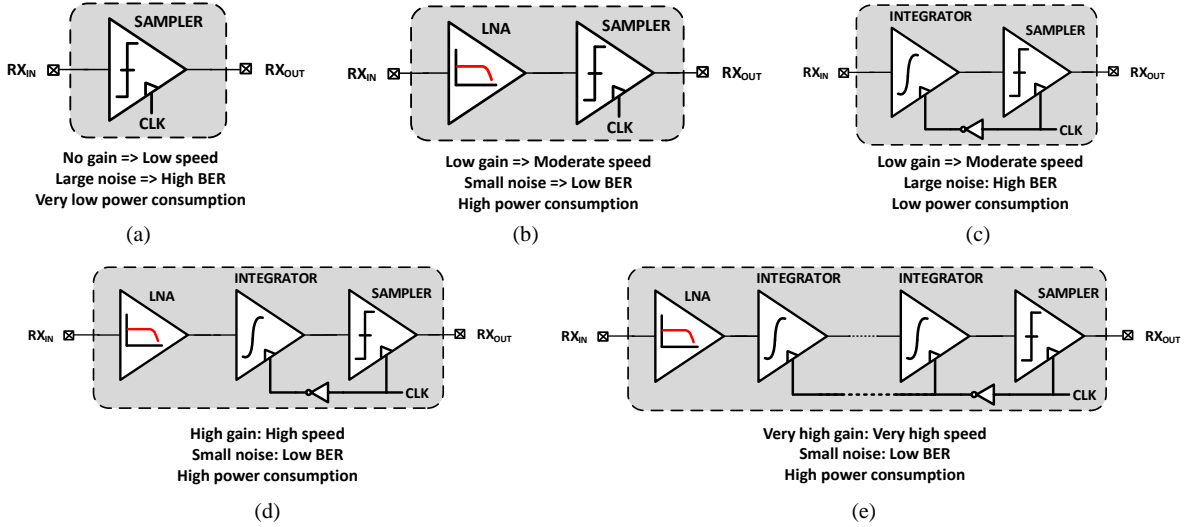 SAMPLER
RX_IN
RX_OUT
CLK
No gain => Low speed
Large noise => High BER
Very low power consumption
(a)
LNA
SAMPLER
RX_IN
RX_OUT
CLK
Low gain => Moderate speed
Small noise => Low BER
High power consumption
(b)
INTEGRATOR
SAMPLER
RX_IN
RX_OUT
CLK
Low gain => Moderate speed
Large noise: High BER
Low power consumption
(c)
LNA
INTEGRATOR
SAMPLER
RX_IN
RX_OUT
CLK
High gain: High speed
Small noise: Low BER
High power consumption
(d)
LNA
INTEGRATOR
INTEGRATOR
SAMPLER
RX_IN
RX_OUT
CLK
Very high gain: Very high speed
Small noise: Low BER
High power consumption
(e)